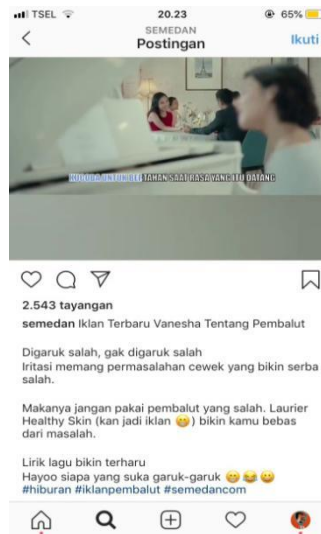 TSEL
20.23
65%
SEMEDAN
Postingan
Ikuti
KUCOBA UNTUK BERTAHAN SAAT RASA YANG ITU DATANG
2.543 tayangan
semedan Iklan Terbaru Vanesha Tentang Pembalut
Digaruk salah, gak digaruk salah
Iritasi memang permasalahan cewek yang bikin serba
salah.
Makanya jangan pakai pembalut yang salah. Laurier
Healthy Skin (kan jadi iklan 😁) bikin kamu bebas
dari masalah.
Lirik lagu bikin terharu
Hayoo siapa yang suka garuk-garuk 😁😂😀
#hiburan #iklanpembalut #semedancom